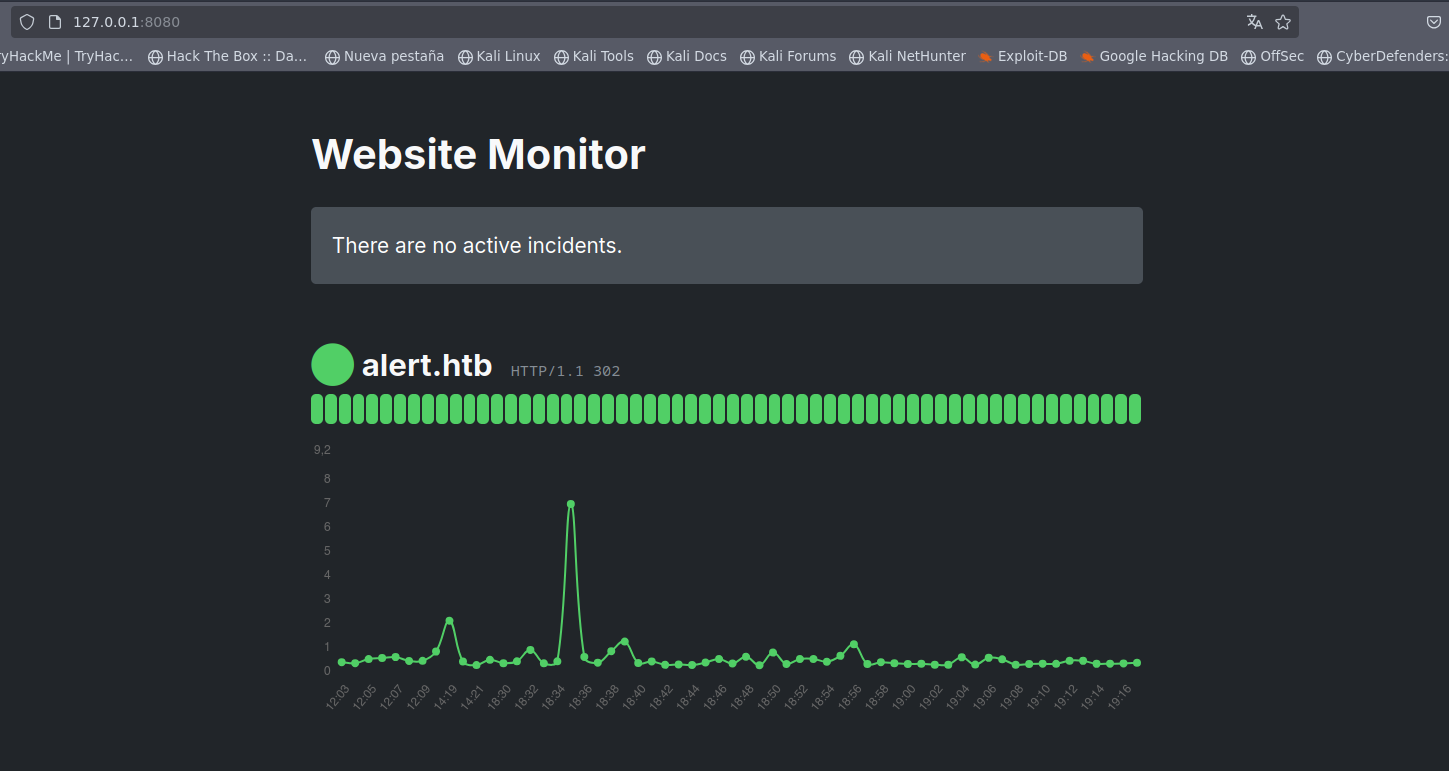 127.0.0.1:8080
yHackMe | TryHac… Hack The Box :: Da… Nueva pestaña Kali Linux Kali Tools Kali Docs Kali Forums Kali NetHunter Exploit-DB Google Hacking DB OffSec CyberDefenders:
Website Monitor
There are no active incidents.
alert.htb HTTP/1.1 302
9,2
8
7
6
5
4
3
2
1
0
12:03 12:05 12:07 12:09 14:19 14:21 18:30 18:32 18:34 18:36 18:38 18:40 18:42 18:44 18:46 18:48 18:50 18:52 18:54 18:56 18:58 19:00 19:02 19:04 19:06 19:08 19:10 19:12 19:14 19:16